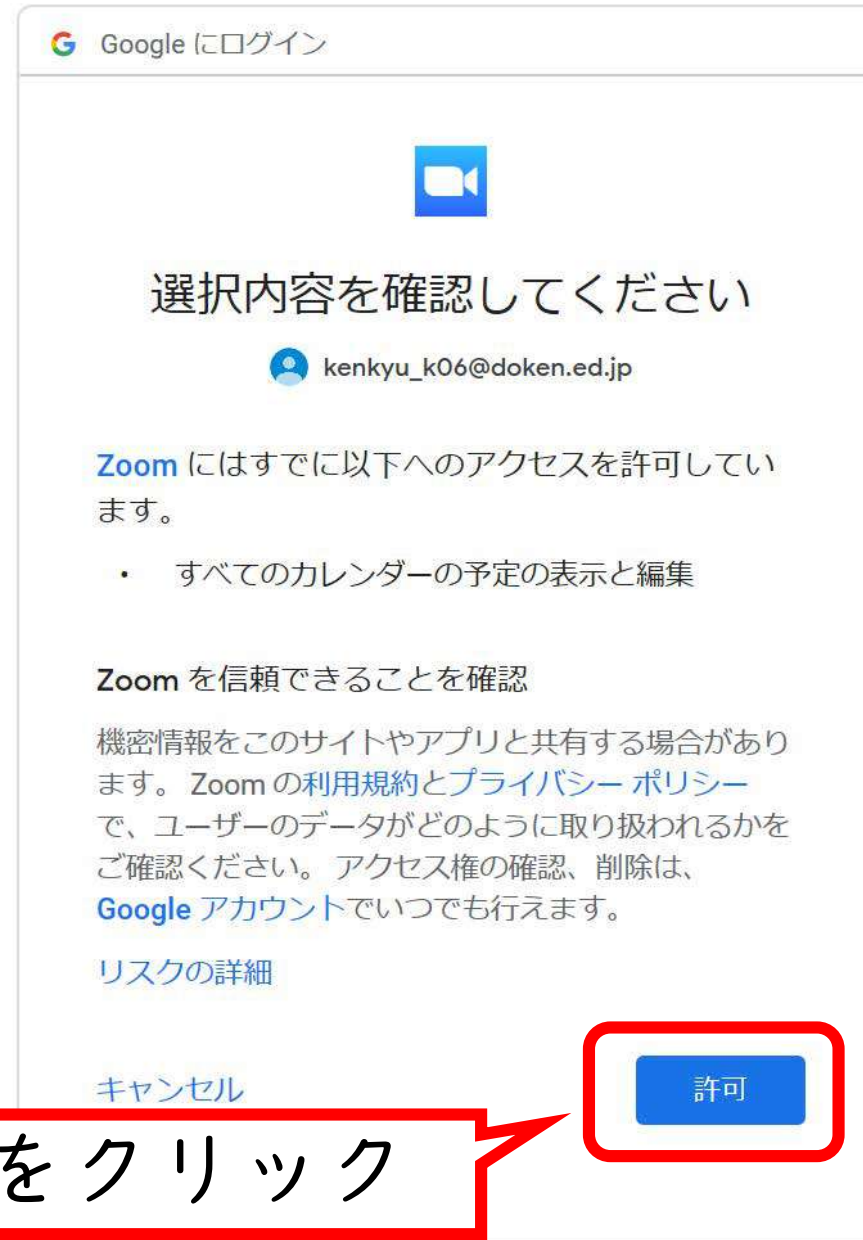 Google にログイン
選択内容を確認してください
kenkyu_k06@doken.ed.jp
Zoom にはすでに以下へのアクセスを許可してい
ます。
・ すべてのカレンダーの予定の表示と編集
Zoom を信頼できることを確認
機密情報をこのサイトやアプリと共有する場合があり
ます。 Zoom の利用規約とプライバシー ポリシー
で、ユーザーのデータがどのように取り扱われるかを
ご確認ください。 アクセス権の確認、削除は、
Google アカウントでいつでも行えます。
リスクの詳細
キャンセル
許可
をクリック